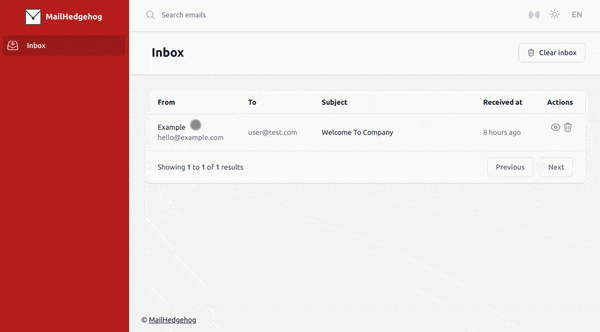 MailHedgehog
Search emails
EN
Inbox
Inbox
Clear inbox
From To Subject Received at Actions
Example
hello@example.com user@test.com Welcome To Company 8 hours ago
Showing 1 to 1 of 1 results
Previous Next
© MailHedgehog